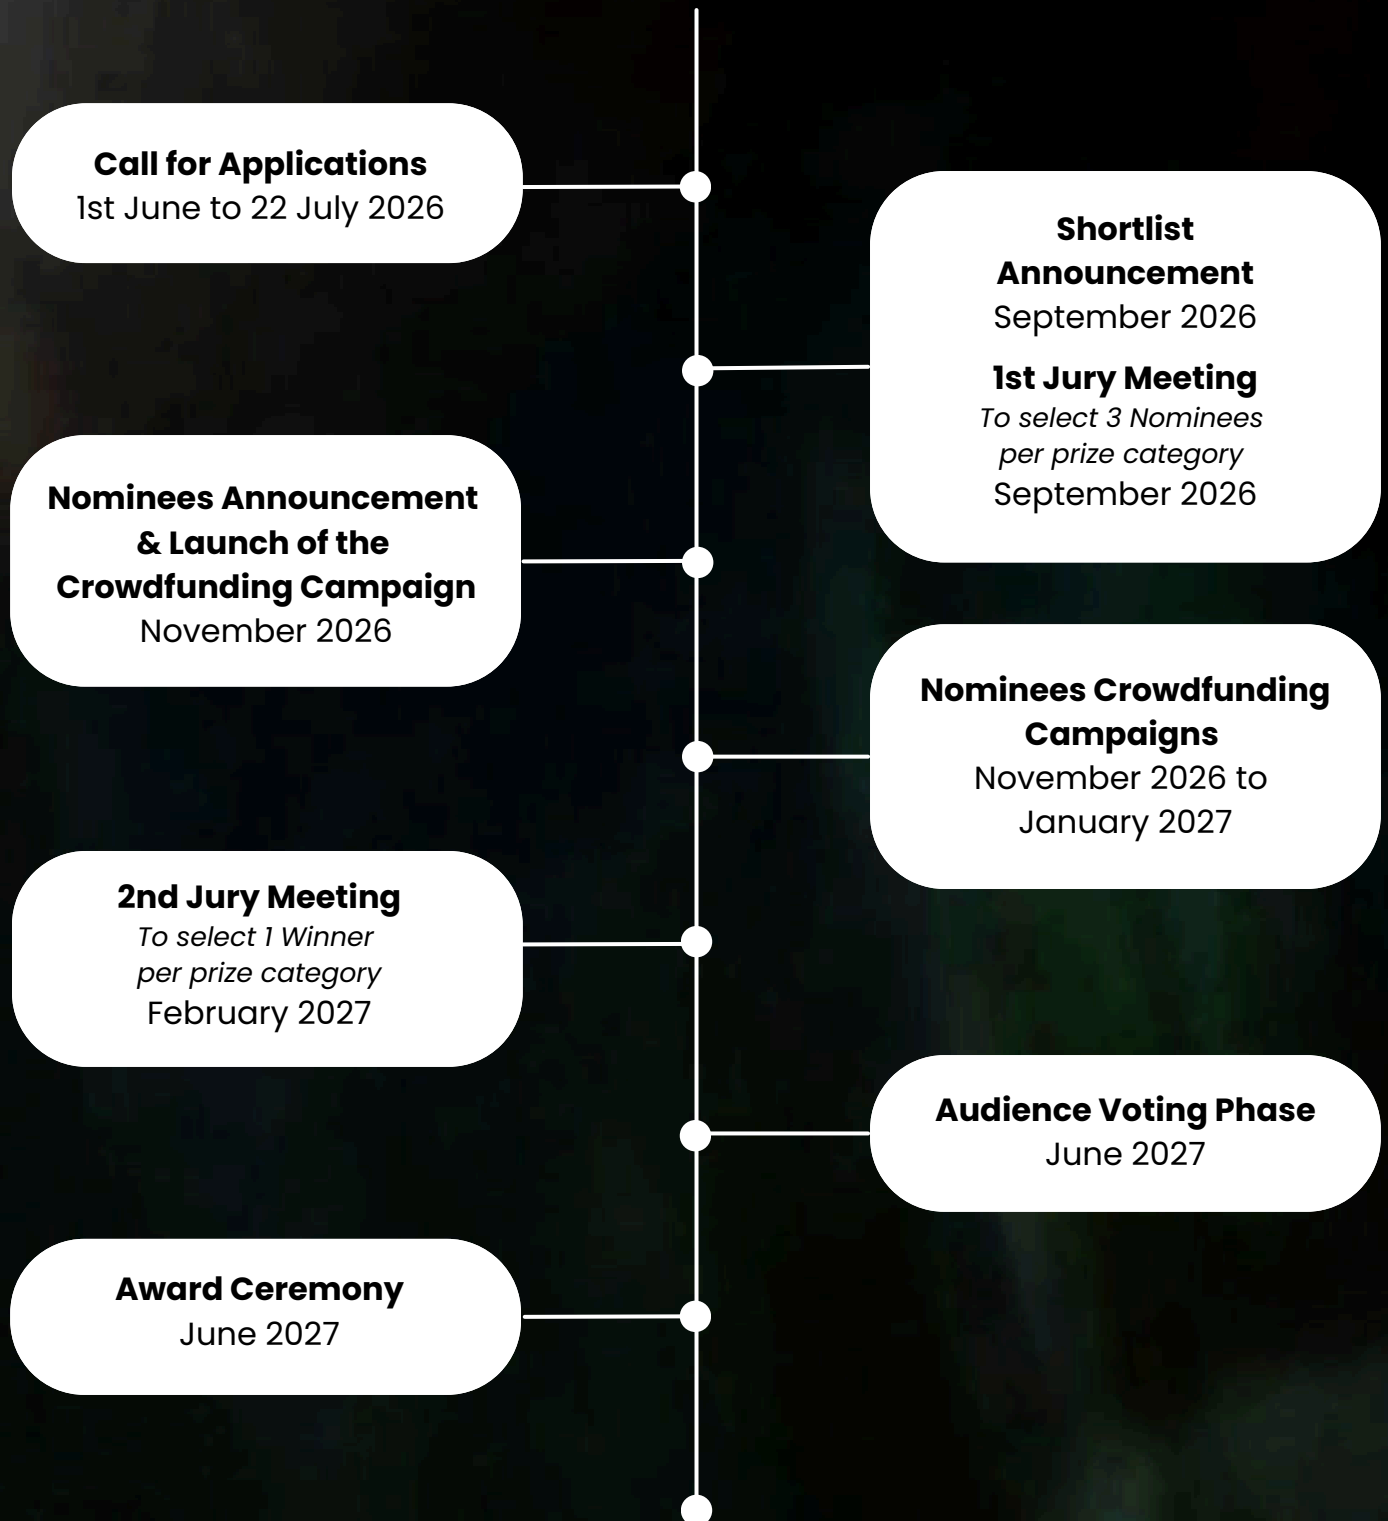 Call for Applications
1st June to 22 July 2026
Shortlist
Announcement
September 2026
1st Jury Meeting
To select 3 Nominees
per prize category
September 2026
Nominees Announcement
& Launch of the
Crowdfunding Campaign
November 2026
Nominees Crowdfunding
Campaigns
November 2026 to
January 2027
2nd Jury Meeting
To select 1 Winner
per prize category
February 2027
Audience Voting Phase
June 2027
Award Ceremony
June 2027